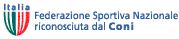 Italia
Federazione Sportiva Nazionale
riconosciuta dal Coni